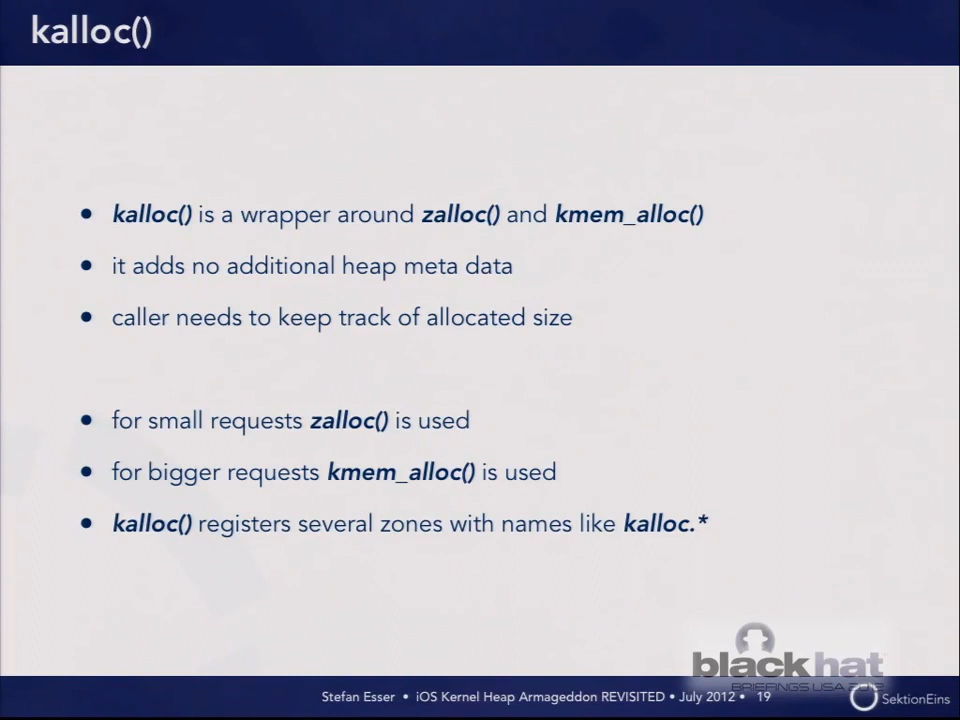 kalloc()
• kalloc() is a wrapper around zalloc() and kmem_alloc()
• it adds no additional heap meta data
• caller needs to keep track of allocated size
• for small requests zalloc() is used
• for bigger requests kmem_alloc() is used
• kalloc() registers several zones with names like kalloc.*
blackhat
BRIEFINGS USA 2012
Stefan Esser • iOS Kernel Heap Armageddon REVISITED • July 2012 • 19
SektionEins